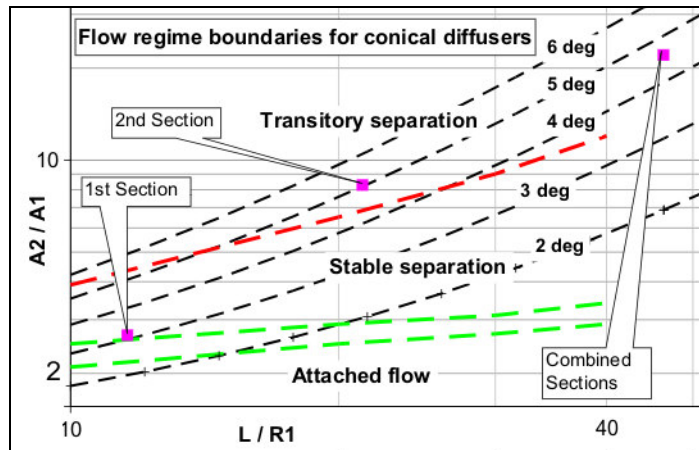 Flow regime boundaries for conical diffusers
6 deg
5 deg
2nd Section
Transitory separation
4 deg
10
1st Section
3 deg
A2 / A1
2 deg
Stable separation
Combined
Sections
2
Attached flow
10
L / R1
40